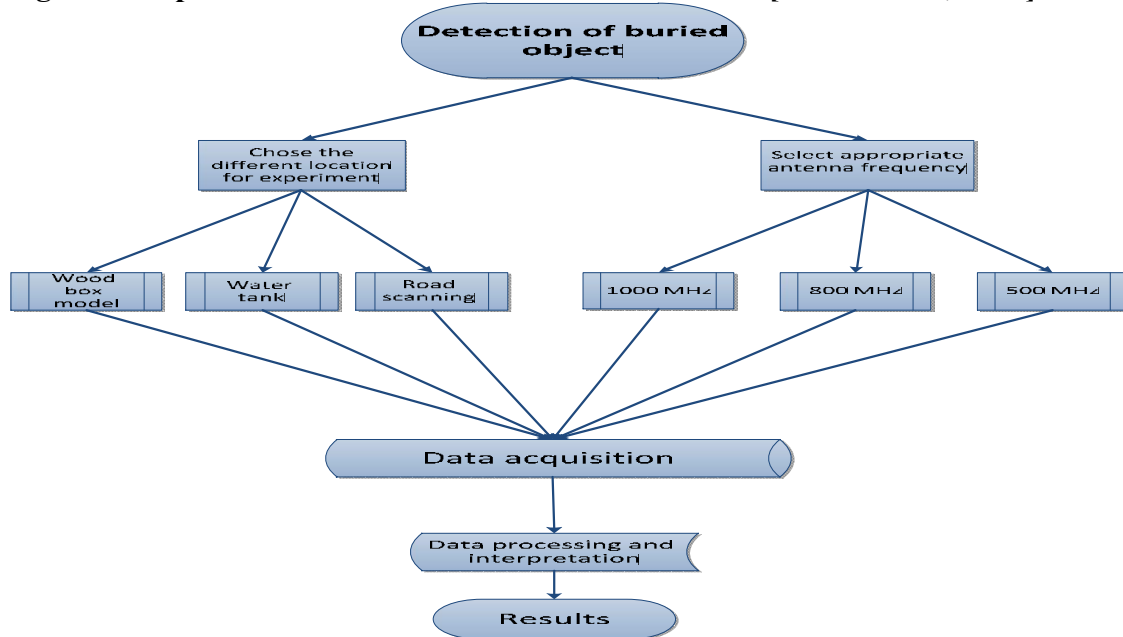 Detection of buried
object
Chose the
different location
for experiment
Select appropriate
antenna frequency
Wood
box
model
Water
tank
Road
scanning
1000 MHz
800 MHz
500 MHz
Data acquisition
Data processing and
interpretation
Results